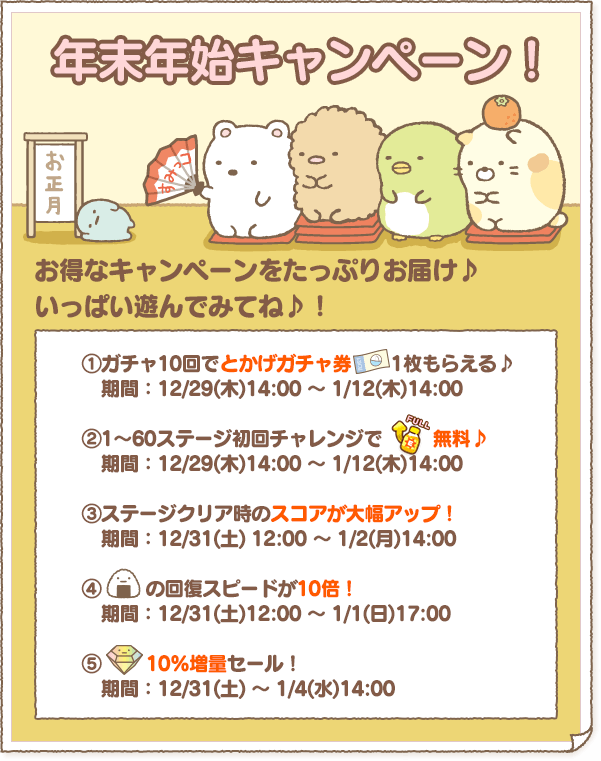 年末年始キャンペーン！
お正月
すみっコ
お得なキャンペーンをたっぷりお届け♪
いっぱい遊んでみてね♪！
①ガチャ10回でとかげガチャ券1枚もらえる♪
期間：12/29(木)14:00 〜 1/12(木)14:00
FULL
②1〜60ステージ初回チャレンジで 無料♪
期間：12/29(木)14:00 〜 1/12(木)14:00
③ステージクリア時のスコアが大幅アップ！
期間：12/31(土) 12:00 〜 1/2(月)14:00
④ の回復スピードが10倍！
期間：12/31(土)12:00 〜 1/1(日)17:00
⑤ 10%増量セール！
期間：12/31(土) 〜 1/4(水)14:00